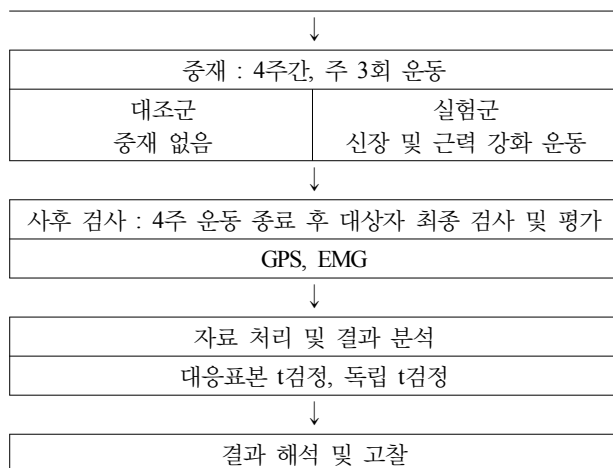 ↓
중재 : 4주간, 주 3회 운동
대조군
중재 없음
실험군
신장 및 근력 강화 운동
↓
사후 검사 : 4주 운동 종료 후 대상자 최종 검사 및 평가
GPS, EMG
↓
자료 처리 및 결과 분석
대응표본 t검정, 독립 t검정
↓
결과 해석 및 고찰